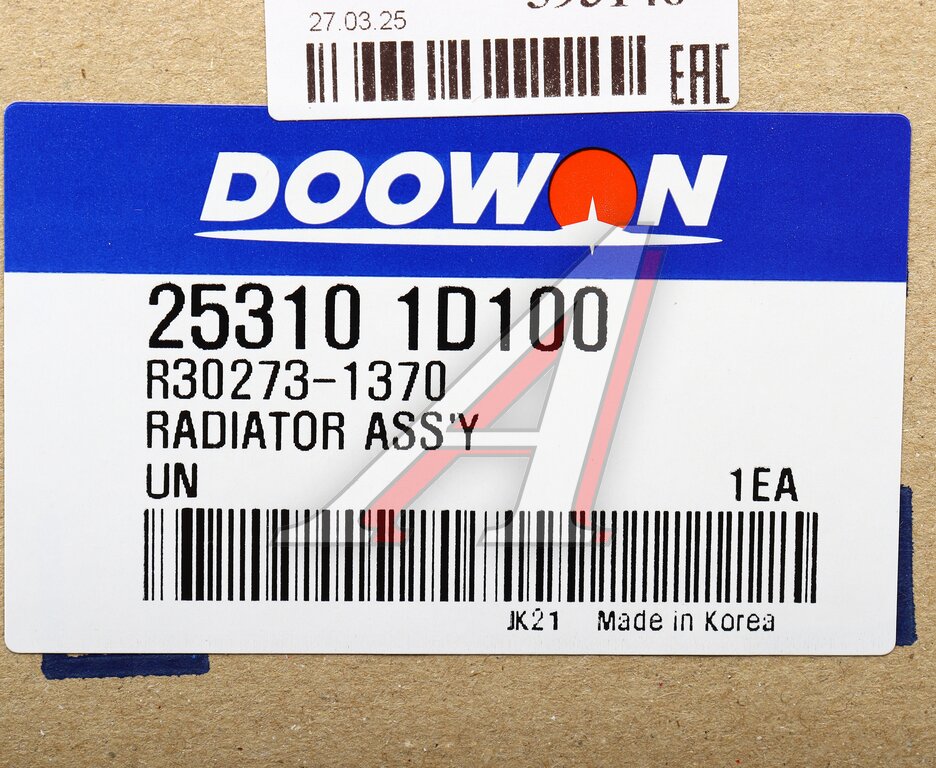 27.03.25
EAC
DOOWON
25310 1D100
R30273-1370
RADIATOR ASS'Y
UN
1EA
JK21 Made in Korea